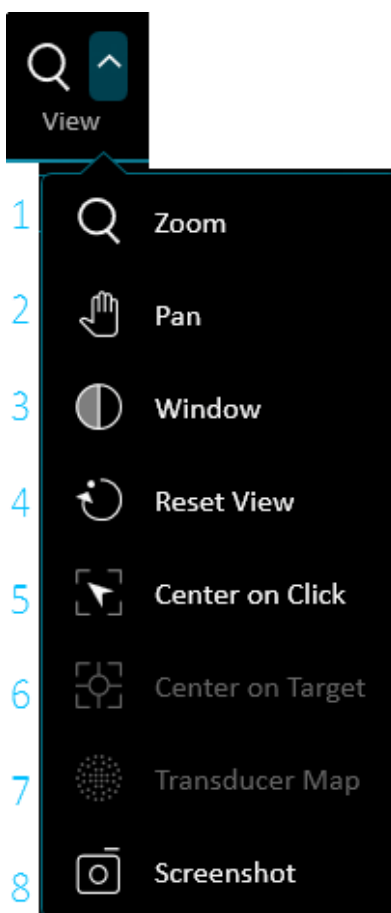 View
1 Zoom
2 Pan
3 Window
4 Reset View
5 Center on Click
6 Center on Target
7 Transducer Map
8 Screenshot